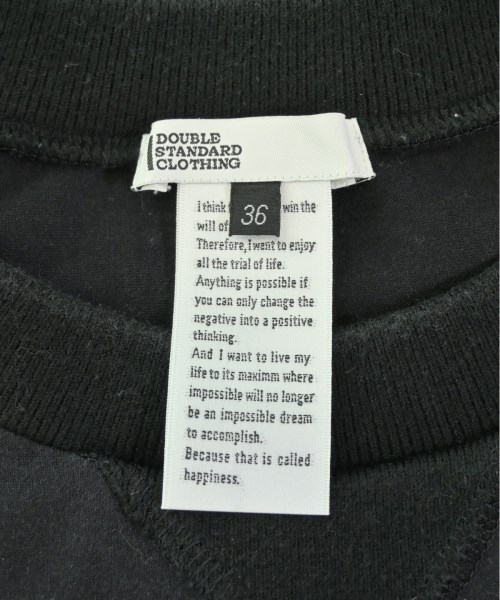 DOUBLE
STANDARD
CLOTHING
36
I think win the
will of
Therefore, I want to enjoy
all the trial of life.
Anything is possible if
you can only change the
negative into a positive
thinking.
And I want to live my
life to its maximm where
impossible will no longer
be an impossible dream
to accomplish.
Because that is called
happiness.